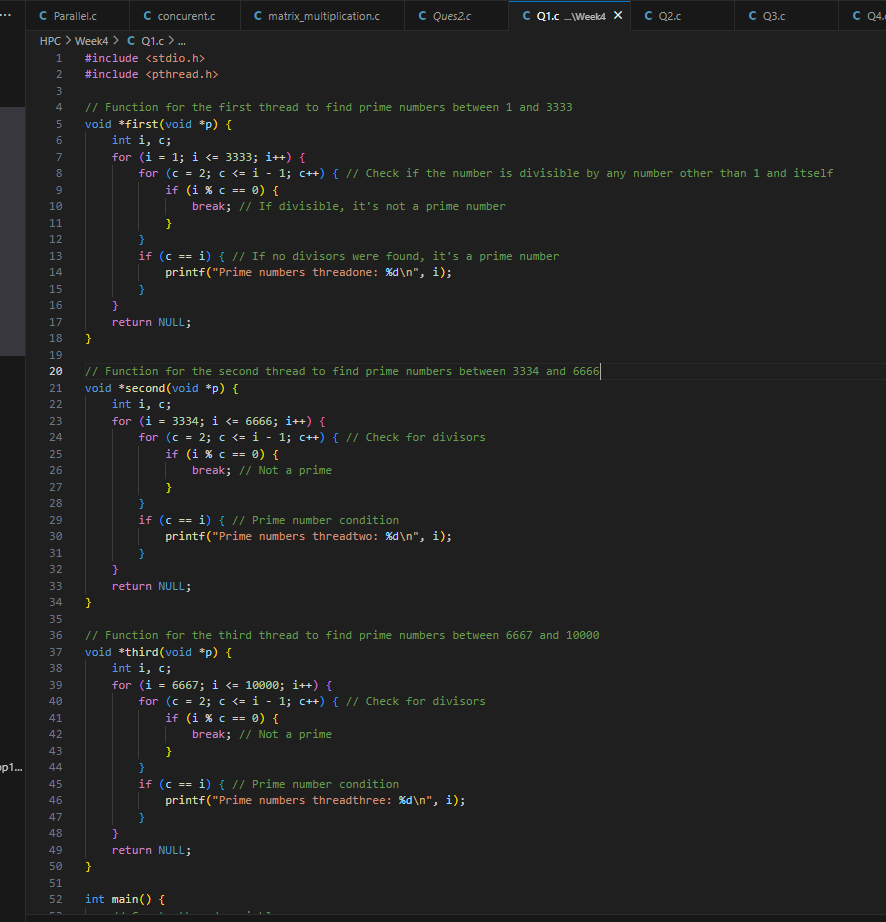 ··· C Parallel.c C concurent.c C matrix_multiplication.c C Ques2.c C Q1.c ...\Week4 × C Q2.c C Q3.c C Q4.
HPC > Week4 > C Q1.c > ...
1 #include <stdio.h>
2 #include <pthread.h>
3
4 // Function for the first thread to find prime numbers between 1 and 3333
5 void *first(void *p) {
6 int i, c;
7 for (i = 1; i <= 3333; i++) {
8 for (c = 2; c <= i - 1; c++) { // Check if the number is divisible by any number other than 1 and itself
9 if (i % c == 0) {
10 break; // If divisible, it's not a prime number
11 }
12 }
13 if (c == i) { // If no divisors were found, it's a prime number
14 printf("Prime numbers threadone: %d\n", i);
15 }
16 }
17 return NULL;
18 }
19
20 // Function for the second thread to find prime numbers between 3334 and 6666
21 void *second(void *p) {
22 int i, c;
23 for (i = 3334; i <= 6666; i++) {
24 for (c = 2; c <= i - 1; c++) { // Check for divisors
25 if (i % c == 0) {
26 break; // Not a prime
27 }
28 }
29 if (c == i) { // Prime number condition
30 printf("Prime numbers threadtwo: %d\n", i);
31 }
32 }
33 return NULL;
34 }
35
36 // Function for the third thread to find prime numbers between 6667 and 10000
37 void *third(void *p) {
38 int i, c;
39 for (i = 6667; i <= 10000; i++) {
40 for (c = 2; c <= i - 1; c++) { // Check for divisors
41 if (i % c == 0) {
42 break; // Not a prime
43 }
44 }
45 if (c == i) { // Prime number condition
46 printf("Prime numbers threadthree: %d\n", i);
47 }
48 }
49 return NULL;
50 }
51
52 int main() {